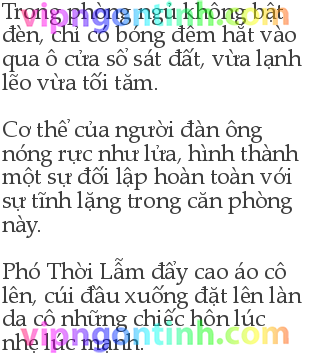 Trong phòng ngủ không bật
đèn, chỉ có bóng đêm hắt vào
qua ô cửa sổ sát đất, vừa lạnh
lẽo vừa tối tăm.
Cơ thể của người đàn ông
nóng rực như lửa, hình thành
một sự đối lập hoàn toàn với
sự tĩnh lặng trong căn phòng
này.
Phó Thời Lẫm đẩy cao áo cô
lên, cúi đầu xuống đặt lên làn
da cô những chiếc hôn lúc
nhẹ lúc mạnh.
vipngontinh.com
vipngontinh.com